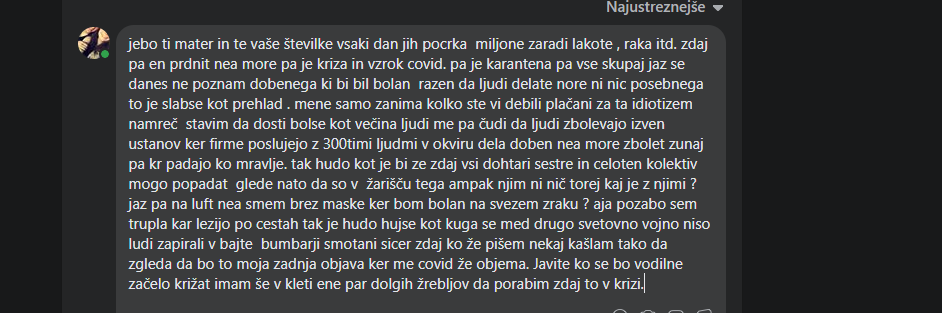 Najustreznejše
jebo ti mater in te vaše številke vsaki dan jih pocrka miljone zaradi lakote , raka itd. zdaj
pa en prdnit nea more pa je kriza in vzrok covid. pa je karantena pa vse skupaj jaz se
danes ne poznam dobenega ki bi bil bolan razen da ljudi delate nore ni nic posebnega
to je slabse kot prehlad . mene samo zanima kolko ste vi debili plačani za ta idiotizem
namreč stavim da dosti bolse kot večina ljudi me pa čudi da ljudi zbolevajo izven
ustanov ker firme poslujejo z 300timi ljudmi v okviru dela doben nea more zbolet zunaj
pa kr padajo ko mravlje. tak hudo kot je bi ze zdaj vsi dohtari sestre in celoten kolektiv
mogo popadat glede nato da so v žarišču tega ampak njim ni nič torej kaj je z njimi ?
jaz pa na luft nea smem brez maske ker bom bolan na svezem zraku ? aja pozabo sem
trupla kar lezijo po cestah tak je hudo hujse kot kuga se med drugo svetovno vojno niso
ludi zapirali v bajte bumbarji smotani sicer zdaj ko že pišem nekaj kašlam tako da
zgleda da bo to moja zadnja objava ker me covid že objema. Javite ko se bo vodilne
začelo križat imam še v kleti ene par dolgih žrebljov da porabim zdaj to v krizi.